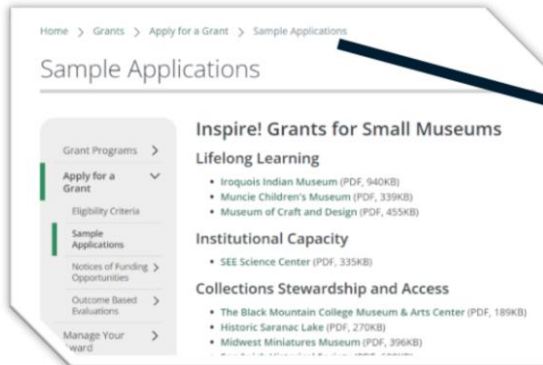 Home > Grants > Apply for a Grant > Sample Applications
Sample Applications
Grant Programs >
Apply for a
Grant
Eligibility Criteria
Sample
Applications
Notices of Funding >
Opportunities
Outcome Based >
Evaluations
Manage Your >
Inspire! Grants for Small Museums
Lifelong Learning
• Iroquois Indian Museum (PDF, 940KB)
• Muncie Children's Museum (PDF, 339KB)
• Museum of Craft and Design (PDF, 455KB)
Institutional Capacity
• SEE Science Center (PDF, 335KB)
Collections Stewardship and Access
• The Black Mountain College Museum & Arts Center (PDF, 189KB)
• Historic Saranac Lake (PDF, 270KB)
• Midwest Miniatures Museum (PDF, 396KB)